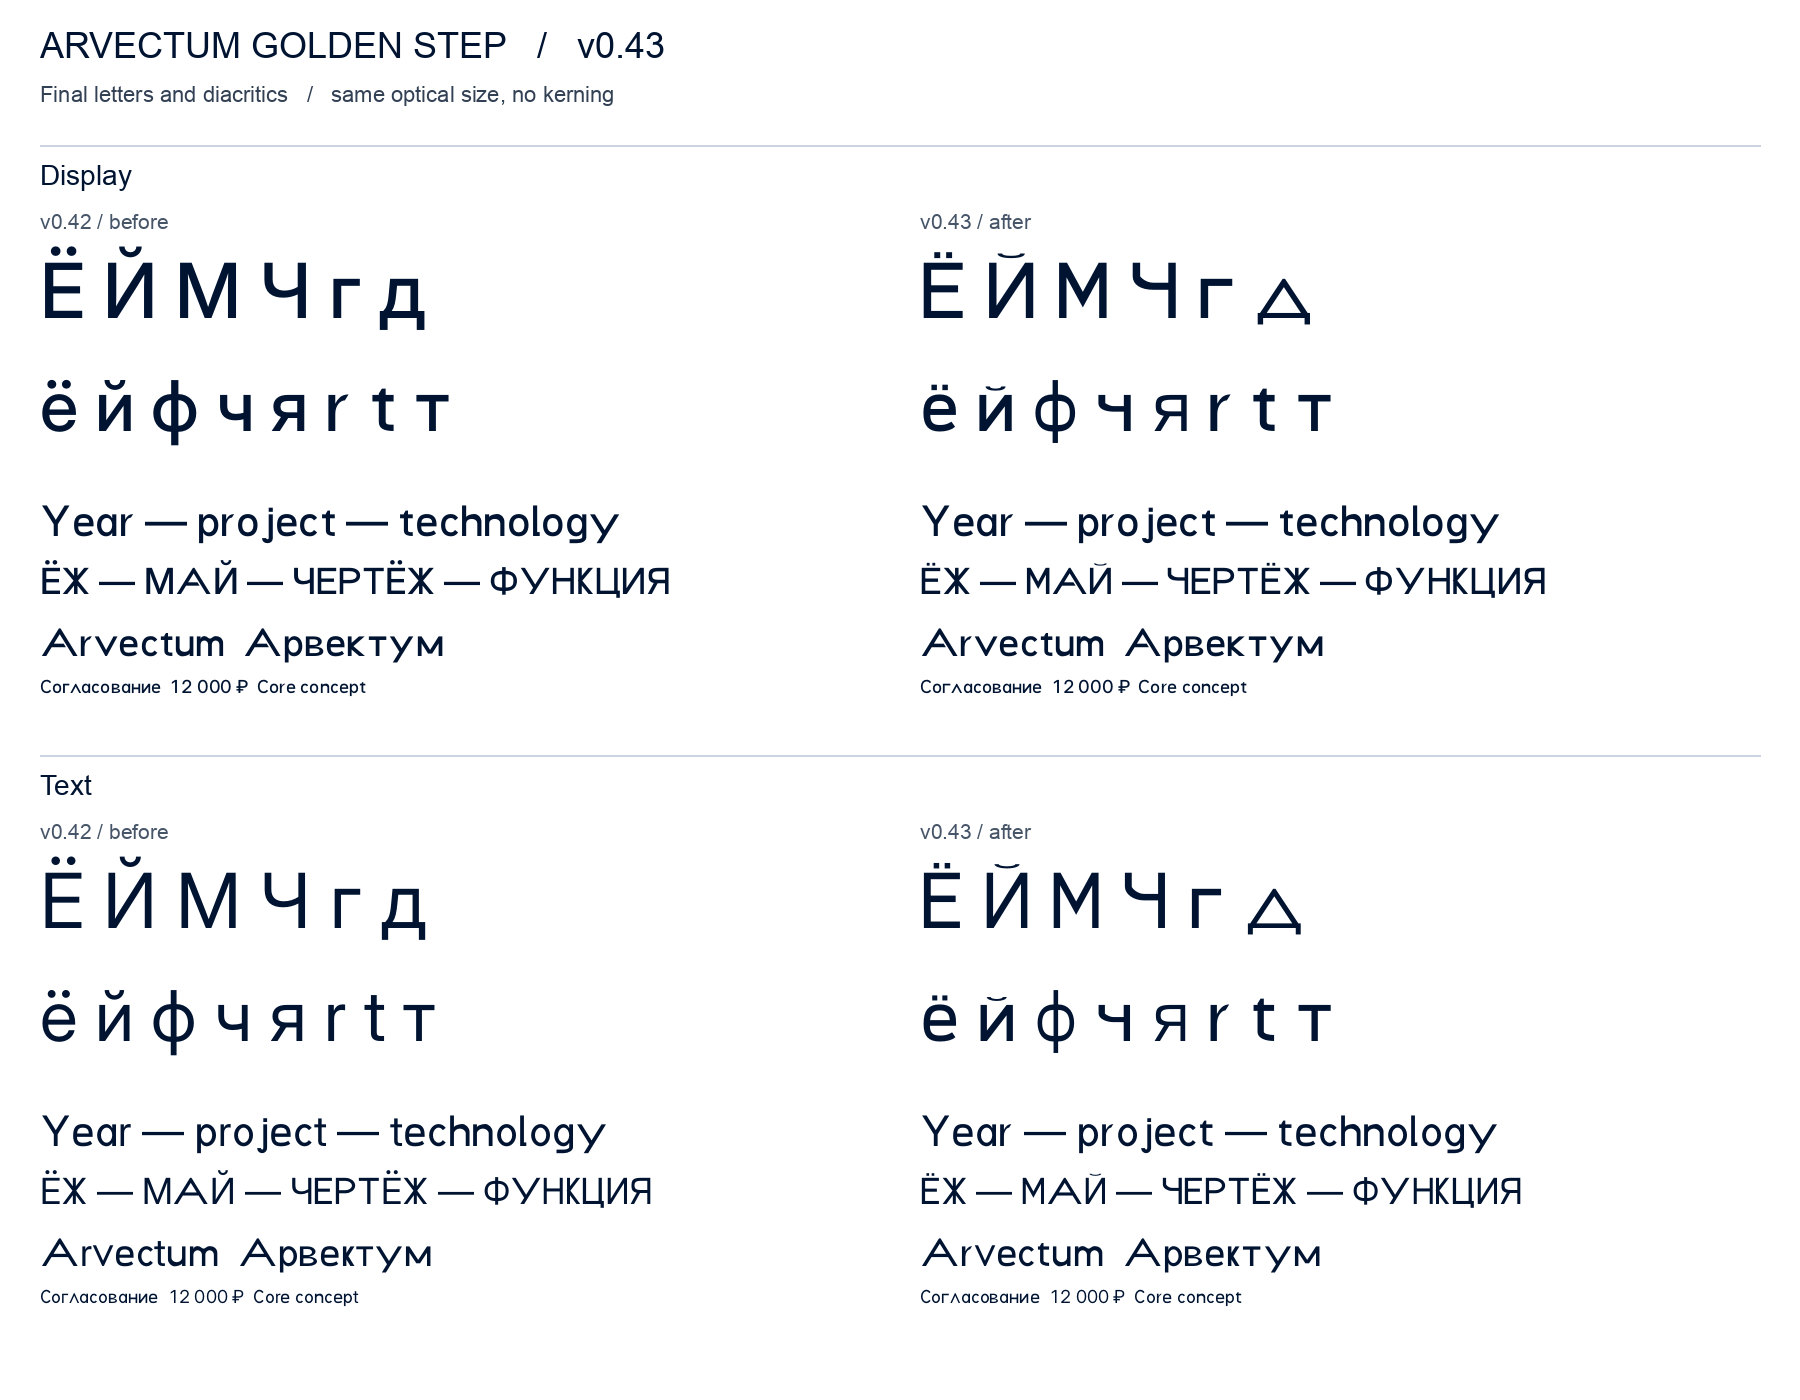 ARVECTUM GOLDEN STEP / v0.43
Final letters and diacritics / same optical size, no kerning
Display
v0.42 / before
Ё Й М Ч г д
ё й ф ч я r t т
Year — project — technology
ЁЖ — МАЙ — ЧЕРТЁЖ — ФУНКЦИЯ
Arvectum Арвектум
Согласование 12 000 ₽ Core concept
v0.43 / after
Ё Й М Ч г д
ё й ф ч я r t т
Year — project — technology
ЁЖ — МАЙ — ЧЕРТЁЖ — ФУНКЦИЯ
Arvectum Арвектум
Согласование 12 000 ₽ Core concept
Text
v0.42 / before
Ё Й М Ч г д
ё й ф ч я r t т
Year — project — technology
ЁЖ — МАЙ — ЧЕРТЁЖ — ФУНКЦИЯ
Arvectum Арвектум
Согласование 12 000 ₽ Core concept
v0.43 / after
Ё Й М Ч г д
ё й ф ч я r t т
Year — project — technology
ЁЖ — МАЙ — ЧЕРТЁЖ — ФУНКЦИЯ
Arvectum Арвектум
Согласование 12 000 ₽ Core concept